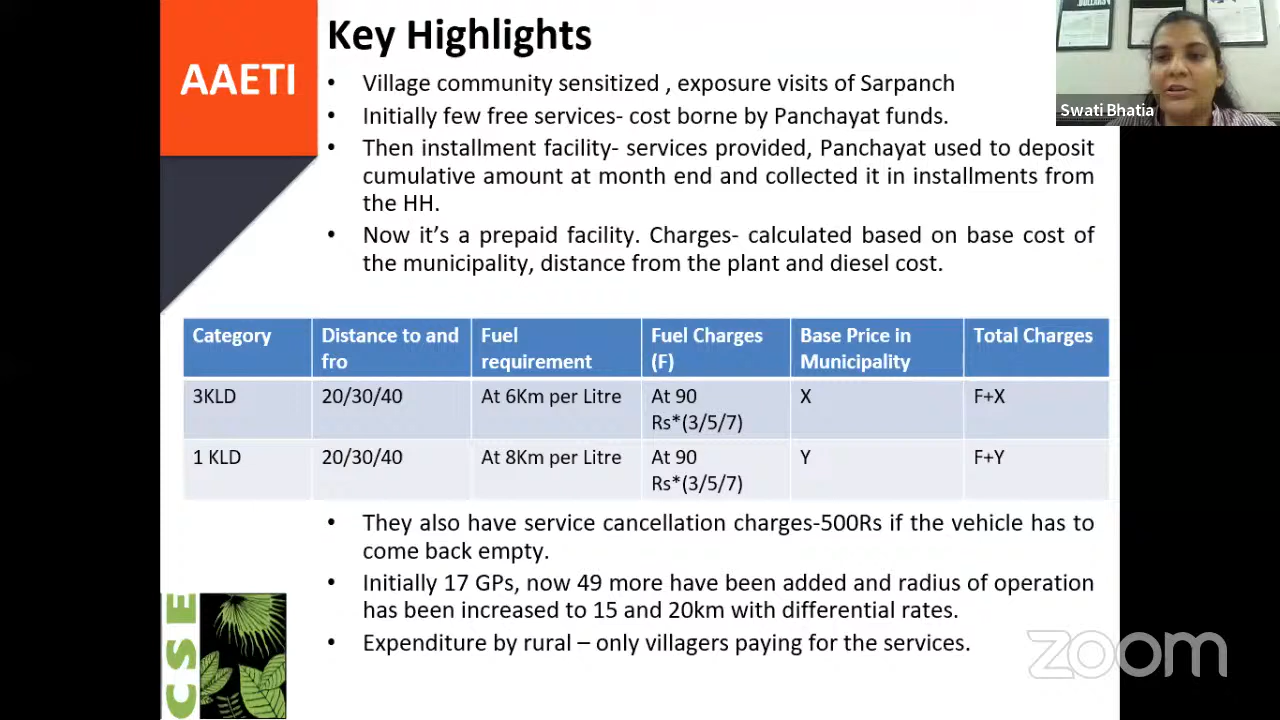 Key Highlights
AAETI
• Village community sensitized , exposure visits of Sarpanch
• Initially few free services- cost borne by Panchayat funds.
• Then installment facility- services provided, Panchayat used to deposit
cumulative amount at month end and collected it in installments from
the HH.
• Now it’s a prepaid facility. Charges- calculated based on base cost of
the municipality, distance from the plant and diesel cost.
Swati Bhatia
Category Distance to and fro Fuel requirement Fuel Charges (F) Base Price in Municipality Total Charges
3KLD 20/30/40 At 6Km per Litre At 90 Rs*(3/5/7) X F+X
1 KLD 20/30/40 At 8Km per Litre At 90 Rs*(3/5/7) Y F+Y
• They also have service cancellation charges-500Rs if the vehicle has to
come back empty.
• Initially 17 GPs, now 49 more have been added and radius of operation
has been increased to 15 and 20km with differential rates.
• Expenditure by rural – only villagers paying for the services.
CSE
zoom